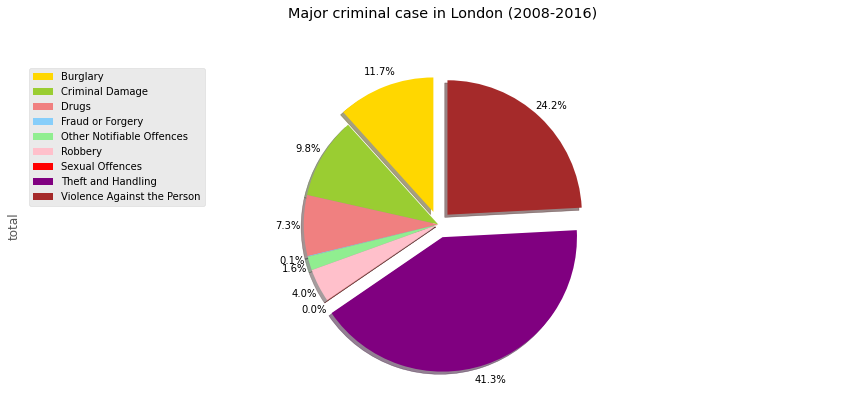 Major criminal case in London (2008-2016)
Burglary
Criminal Damage
Drugs
Fraud or Forgery
Other Notifiable Offences
Robbery
Sexual Offences
Theft and Handling
Violence Against the Person
total
11.7%
24.2%
9.8%
7.3%
0.1%
1.6%
4.0%
0.0%
41.3%